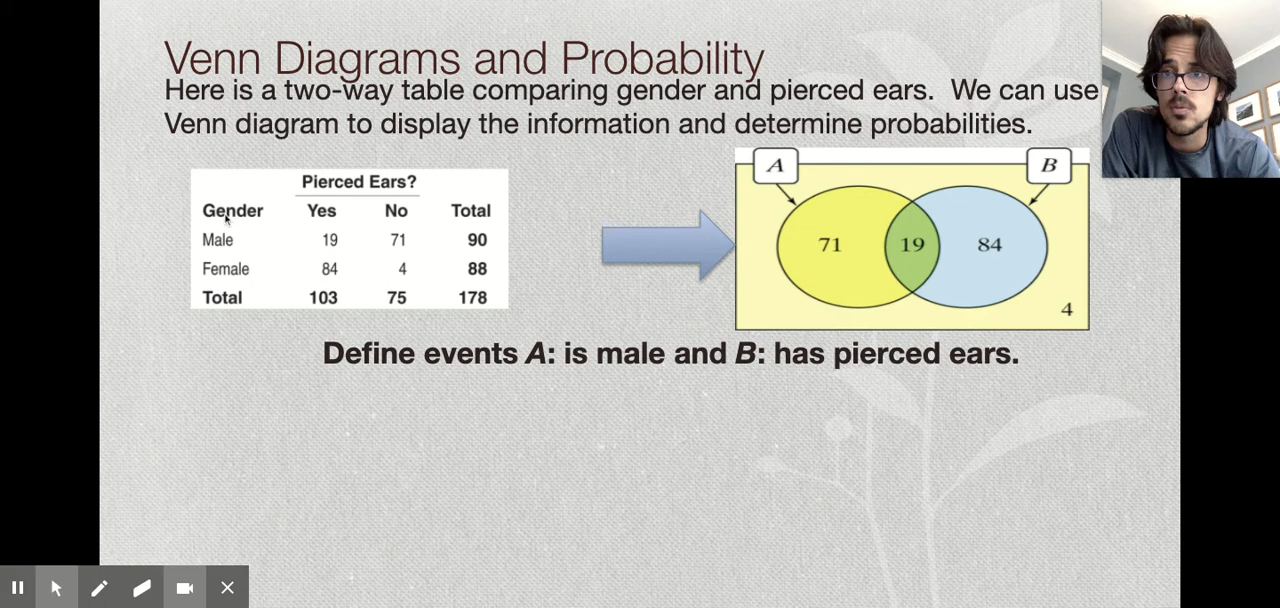 Venn Diagrams and Probability
Here is a two-way table comparing gender and pierced ears. We can use
Venn diagram to display the information and determine probabilities.
Pierced Ears?
Gender Yes No Total
Male 19 71 90
Female 84 4 88
Total 103 75 178
A B
71 19 84
4
Define events A: is male and B: has pierced ears.